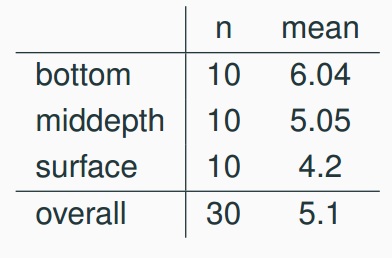 n mean
bottom 10 6.04
middepth 10 5.05
surface 10 4.2
overall 30 5.1